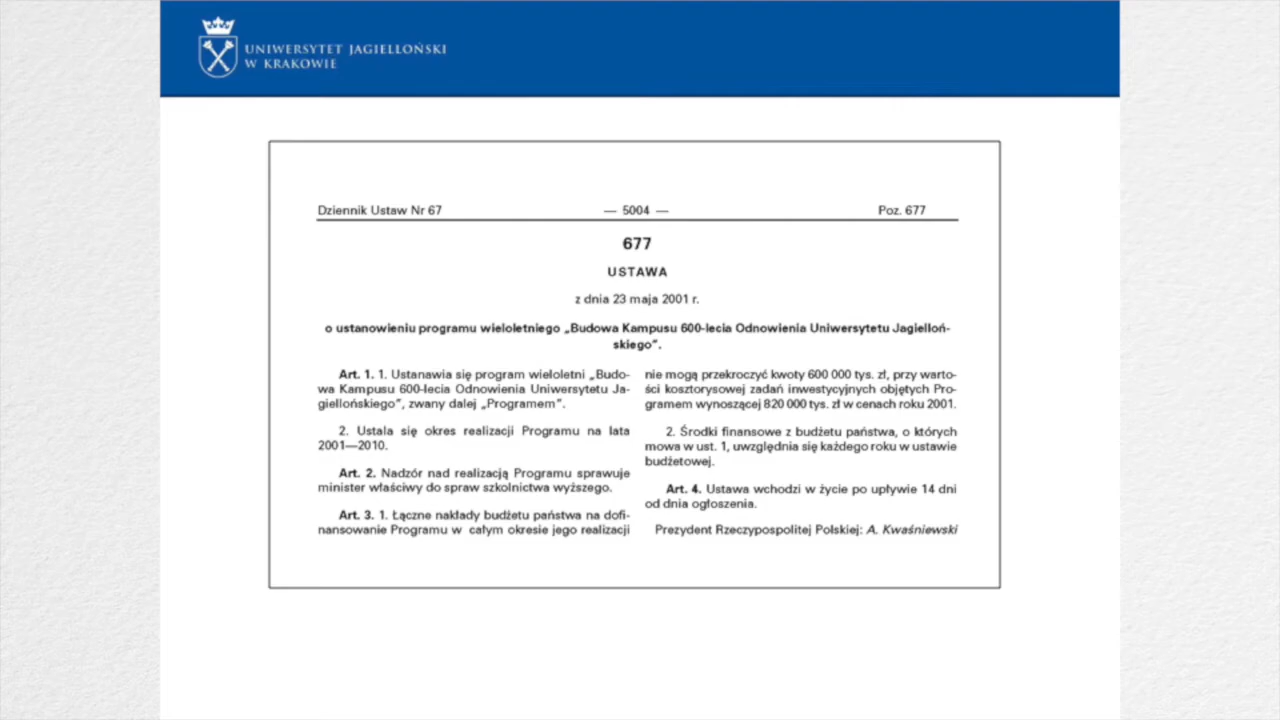 UNIWERSYTET JAGIELLOŃSKI
W KRAKOWIE
Dziennik Ustaw Nr 67 — 5004 — Poz. 677
677
USTAWA
z dnia 23 maja 2001 r.
o ustanowieniu programu wieloletniego „Budowa Kampusu 600-lecia Odnowienia Uniwersytetu Jagielloń-
skiego”.
Art. 1. 1. Ustanawia się program wieloletni „Budo-
wa Kampusu 600-lecia Odnowienia Uniwersytetu Ja-
giellońskiego”, zwany dalej „Programem”.
2. Ustala się okres realizacji Programu na lata
2001—2010.
Art. 2. Nadzór nad realizacją Programu sprawuje
minister właściwy do spraw szkolnictwa wyższego.
Art. 3. 1. Łączne nakłady budżetu państwa na dofi-
nansowanie Programu w całym okresie jego realizacji
nie mogą przekroczyć kwoty 600 000 tys. zł, przy warto-
ści kosztorysowej zadań inwestycyjnych objętych Pro-
gramem wynoszącej 820 000 tys. zł w cenach roku 2001.
2. Środki finansowe z budżetu państwa, o których
mowa w ust. 1, uwzględnia się każdego roku w ustawie
budżetowej.
Art. 4. Ustawa wchodzi w życie po upływie 14 dni
od dnia ogłoszenia.
Prezydent Rzeczypospolitej Polskiej: A. Kwaśniewski